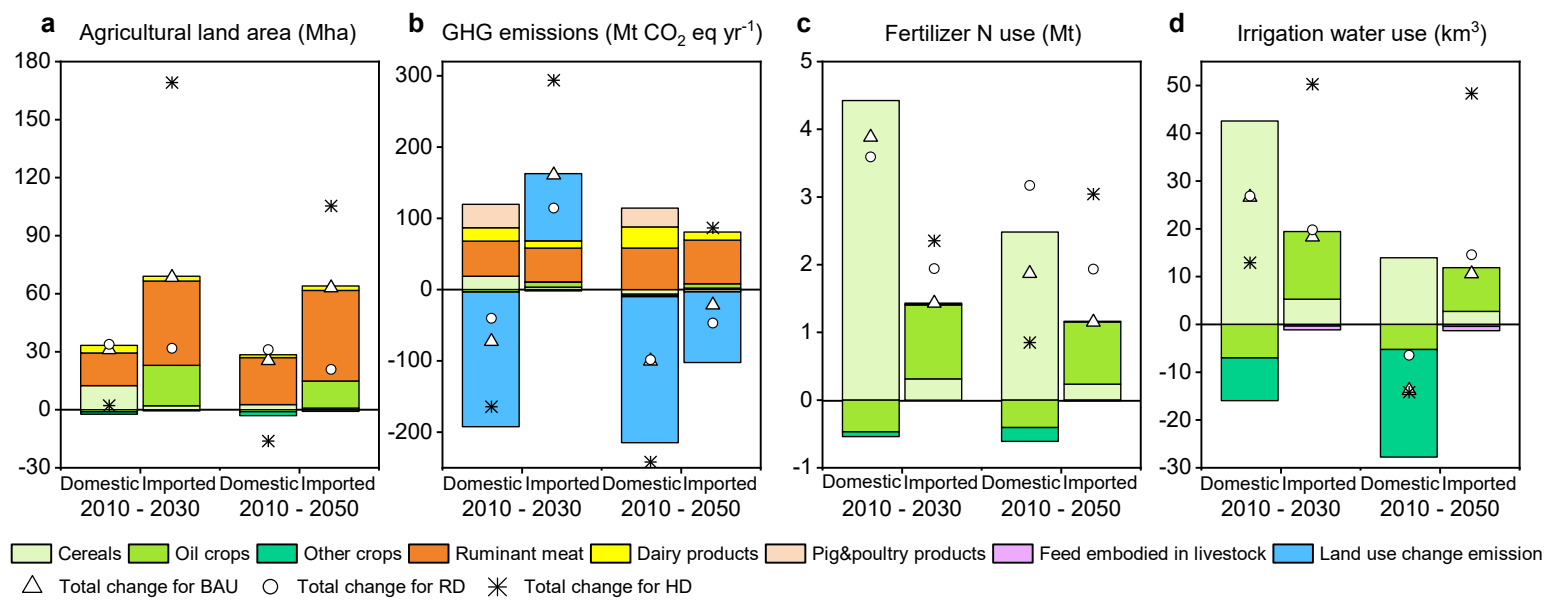 a Agricultural land area (Mha)
180
150
120
90
60
30
0
-30
Domestic Imported Domestic Imported
2010 - 2030 2010 - 2050
b GHG emissions (Mt CO2 eq yr-1)
300
200
100
0
-100
-200
Domestic Imported Domestic Imported
2010 - 2030 2010 - 2050
c Fertilizer N use (Mt)
5
4
3
2
1
0
-1
Domestic Imported Domestic Imported
2010 - 2030 2010 - 2050
d Irrigation water use (km3)
50
40
30
20
10
0
-10
-20
-30
Domestic Imported Domestic Imported
2010 - 2030 2010 - 2050
Cereals Oil crops Other crops Ruminant meat Dairy products Pig&poultry products Feed embodied in livestock Land use change emission
Total change for BAU Total change for RD Total change for HD